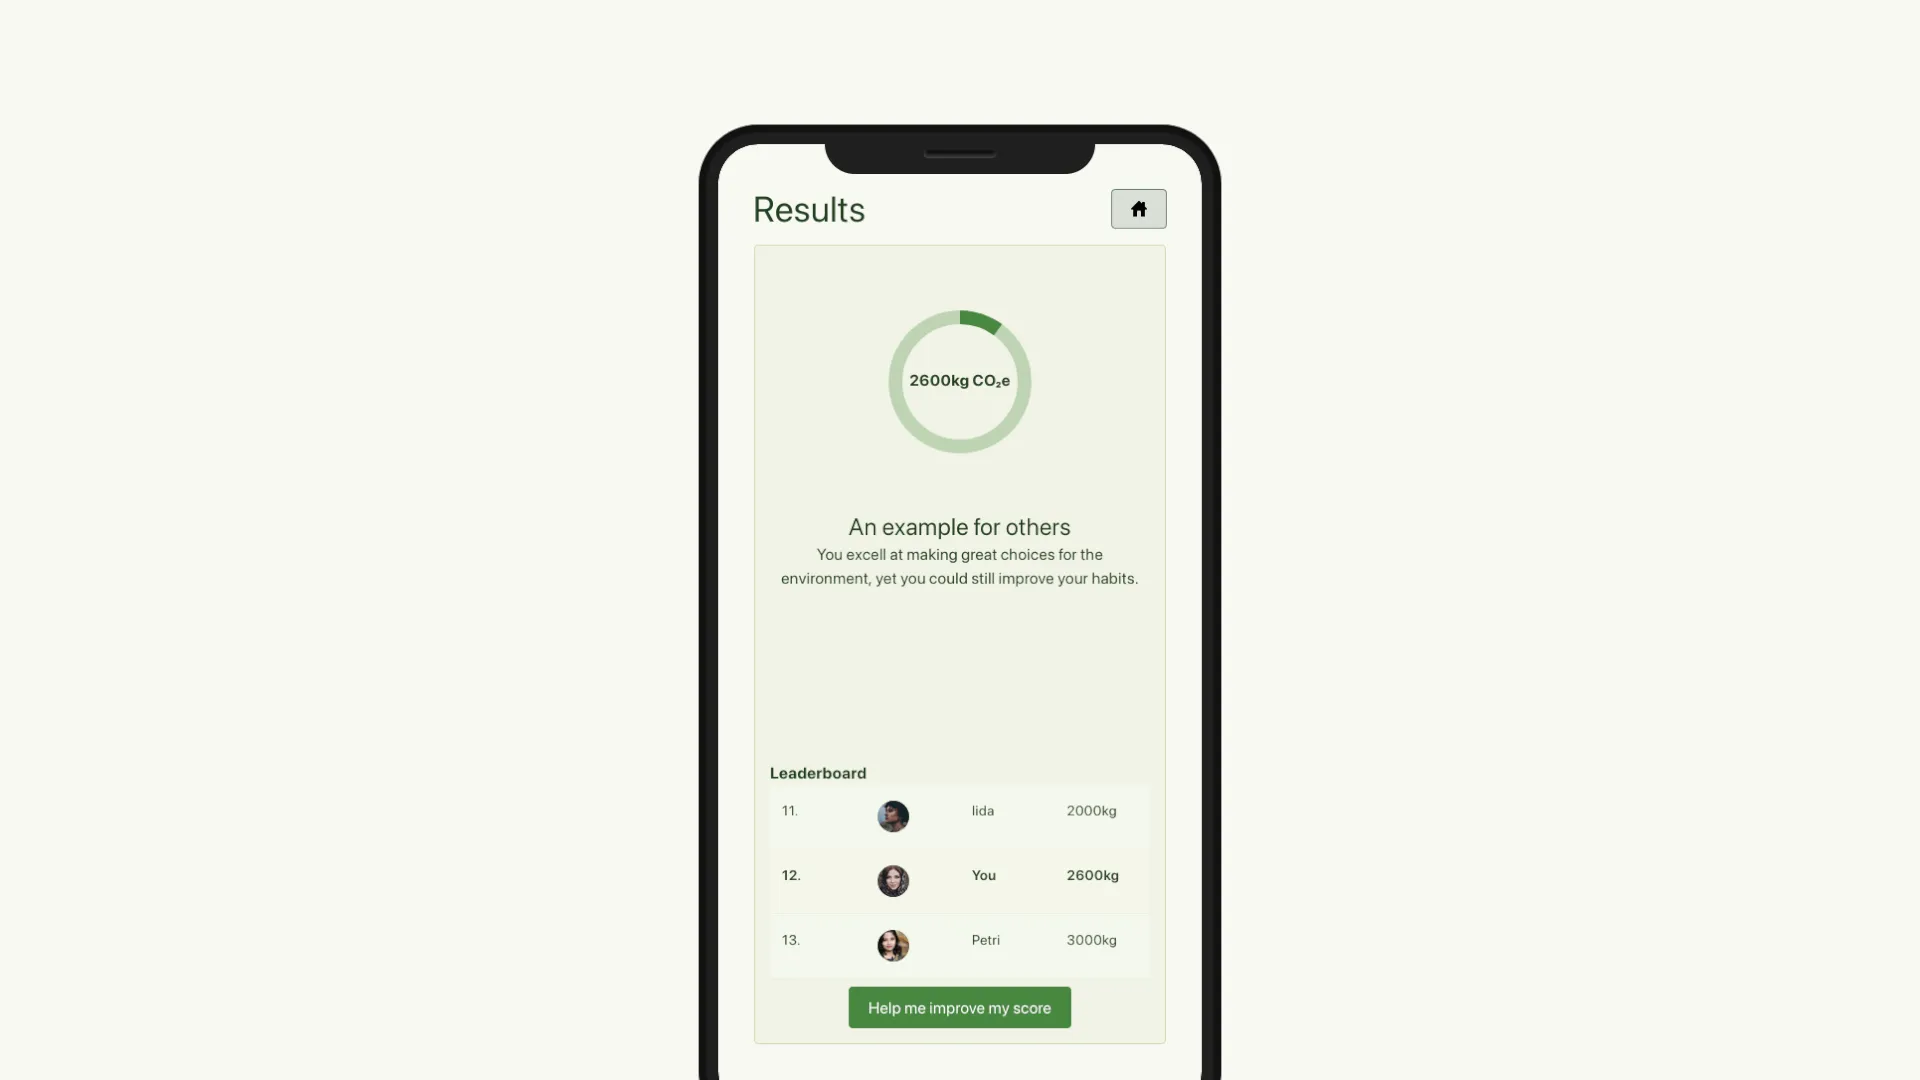 Results
2600kg CO₂e
An example for others
You excell at making great choices for the
environment, yet you could still improve your habits.
Leaderboard
11. Iida 2000kg
12. You 2600kg
13. Petri 3000kg
Help me improve my score